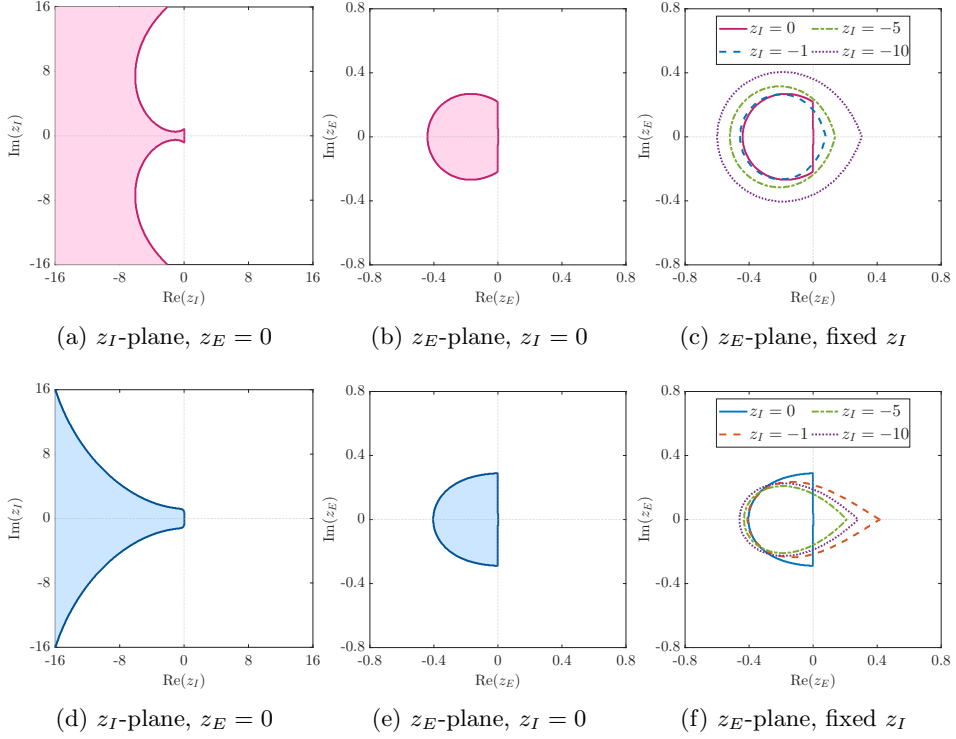 16
8
0
-8
-16
-16
-8
0
8
16
Im(z_I)
Re(z_I)
(a) z_I-plane, z_E = 0
0.8
0.4
0
-0.4
-0.8
-0.8
-0.4
0
0.4
0.8
Im(z_E)
Re(z_E)
(b) z_E-plane, z_I = 0
z_I = 0
z_I = −5
z_I = −1
z_I = −10
0.8
0.4
0
-0.4
-0.8
-0.8
-0.4
0
0.4
0.8
Im(z_E)
Re(z_E)
(c) z_E-plane, fixed z_I
16
8
0
-8
-16
-16
-8
0
8
16
Im(z_I)
Re(z_I)
(d) z_I-plane, z_E = 0
0.8
0.4
0
-0.4
-0.8
-0.8
-0.4
0
0.4
0.8
Im(z_E)
Re(z_E)
(e) z_E-plane, z_I = 0
z_I = 0
z_I = −5
z_I = −1
z_I = −10
0.8
0.4
0
-0.4
-0.8
-0.8
-0.4
0
0.4
0.8
Im(z_E)
Re(z_E)
(f) z_E-plane, fixed z_I